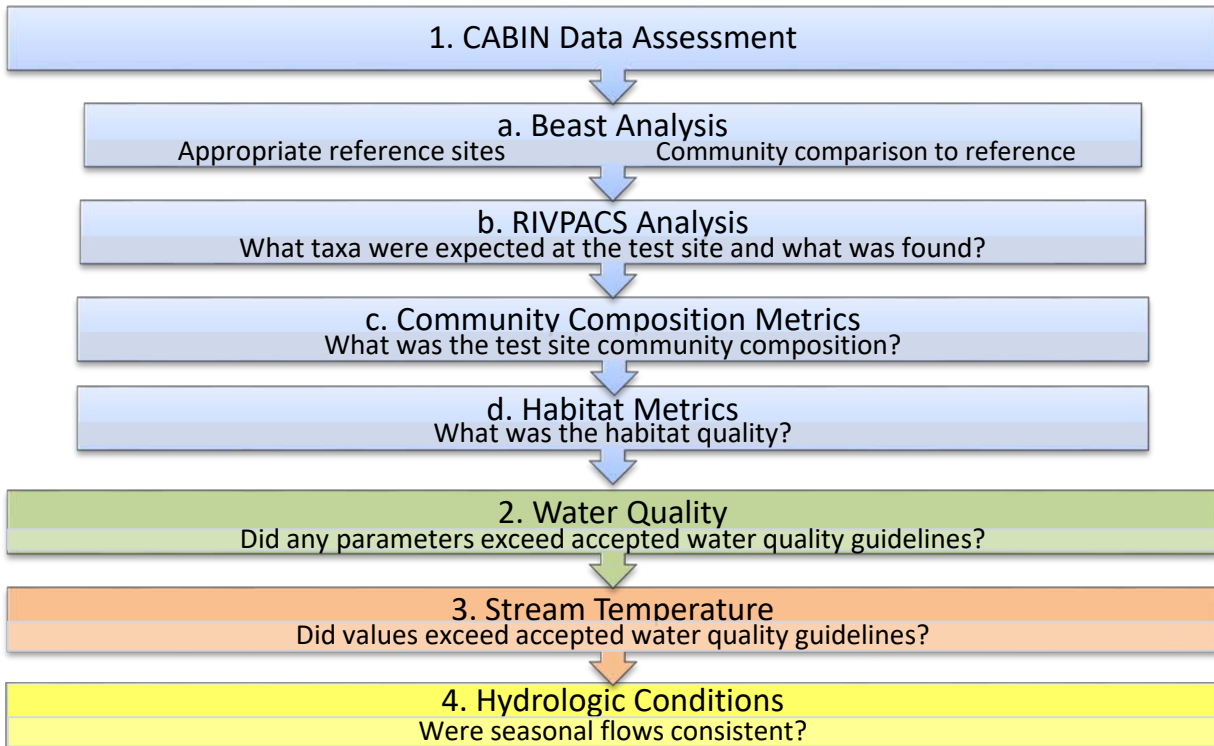 1. CABIN Data Assessment
a. Beast Analysis
Appropriate reference sites Community comparison to reference
b. RIVPACS Analysis
What taxa were expected at the test site and what was found?
c. Community Composition Metrics
What was the test site community composition?
d. Habitat Metrics
What was the habitat quality?
2. Water Quality
Did any parameters exceed accepted water quality guidelines?
3. Stream Temperature
Did values exceed accepted water quality guidelines?
4. Hydrologic Conditions
Were seasonal flows consistent?